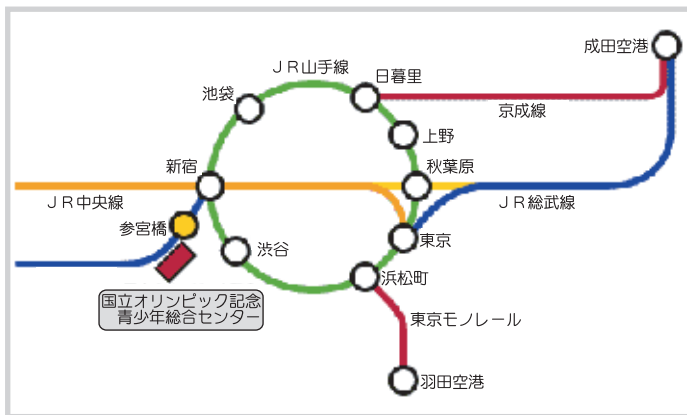 成田空港
ＪＲ山手線
日暮里
池袋
京成線
上野
新宿
秋葉原
ＪＲ中央線
ＪＲ総武線
参宮橋
東京
渋谷
浜松町
国立オリンピック記念
青少年総合センター
東京モノレール
羽田空港